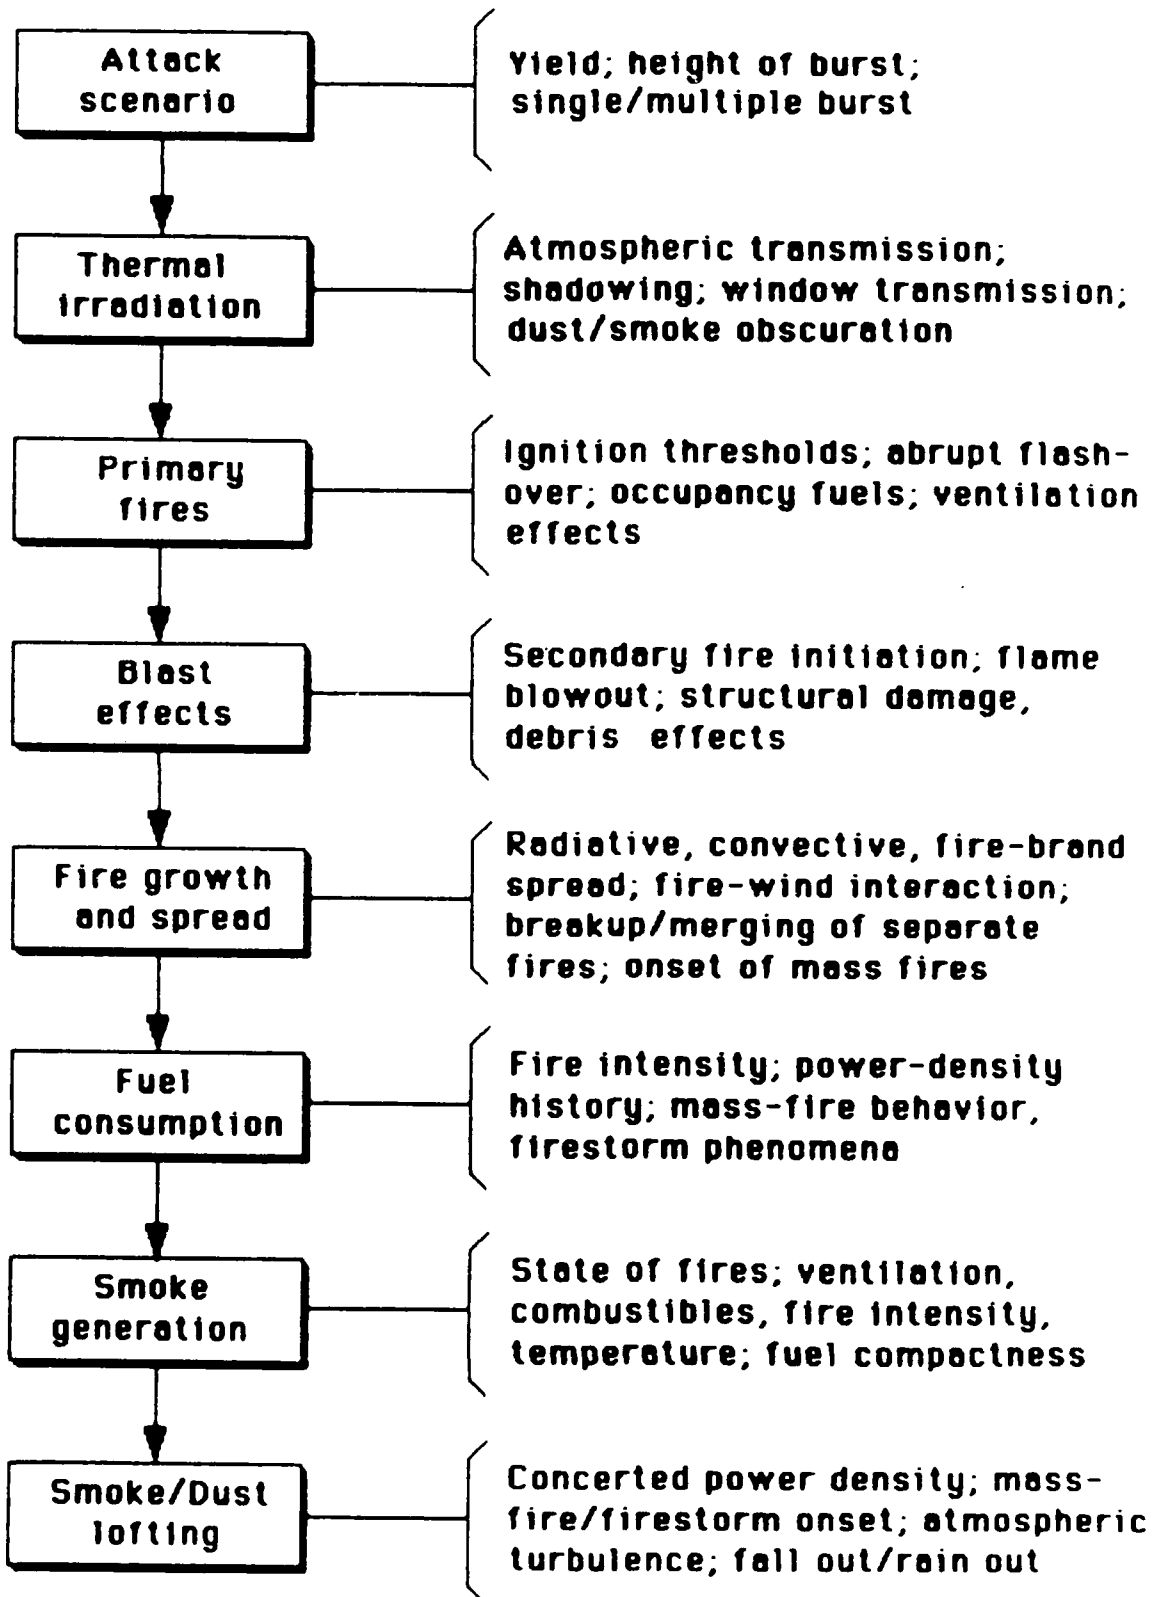 Attack
scenario
Yield; height of burst;
single/multiple burst
Thermal
irradiation
Atmospheric transmission;
shadowing; window transmission;
dust/smoke obscuration
Primary
fires
Ignition thresholds; abrupt flash-
over; occupancy fuels; ventilation
effects
Blast
effects
Secondary fire initiation; flame
blowout; structural damage,
debris effects
Fire growth
and spread
Radiative, convective, fire-brand
spread; fire-wind interaction;
breakup/merging of separate
fires; onset of mass fires
Fuel
consumption
Fire intensity; power-density
history; mass-fire behavior,
firestorm phenomena
Smoke
generation
State of fires; ventilation,
combustibles, fire intensity,
temperature; fuel compactness
Smoke/Dust
lofting
Concerted power density; mass-
fire/firestorm onset; atmospheric
turbulence; fall out/rain out